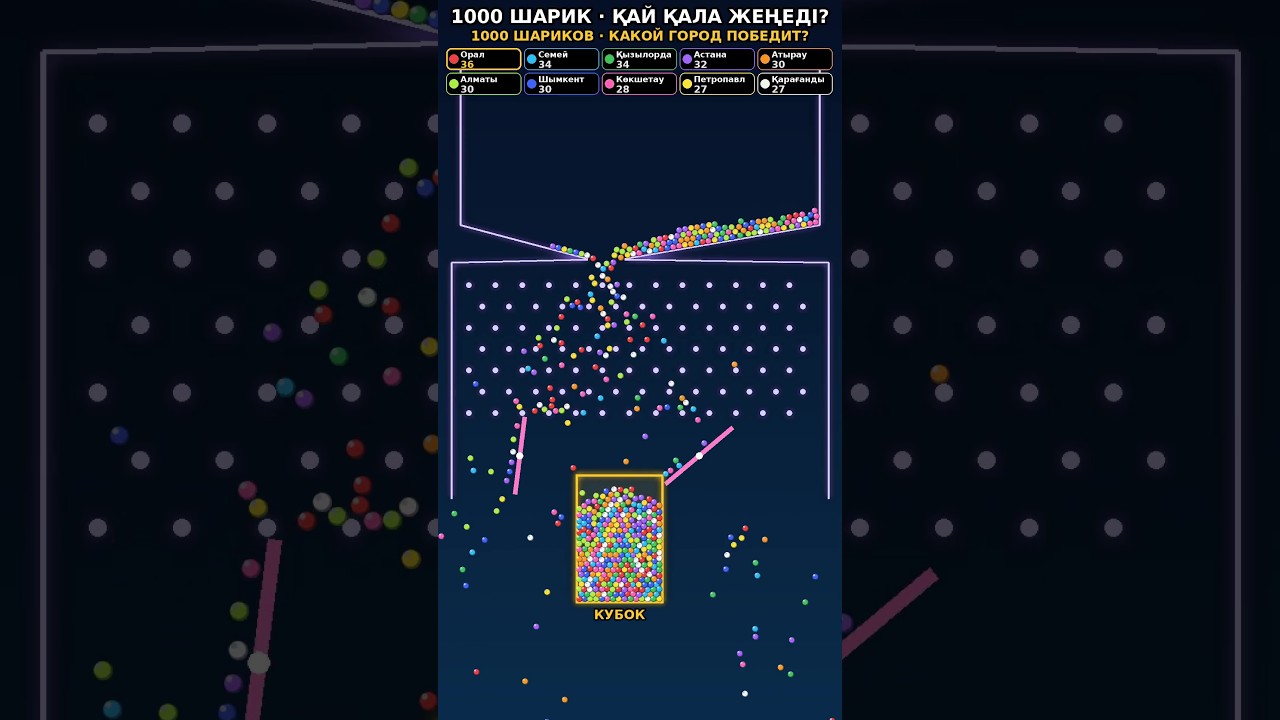 1000 ШАРИК · ҚАЙ ҚАЛА ЖЕҢЕДІ?
1000 ШАРИКОВ · КАКОЙ ГОРОД ПОБЕДИТ?
Орал
36
Семей
34
Қызылорда
34
Астана
32
Атырау
30
Алматы
30
Шымкент
30
Көкшетау
28
Петропавл
27
Қарағанды
27
КУБОК